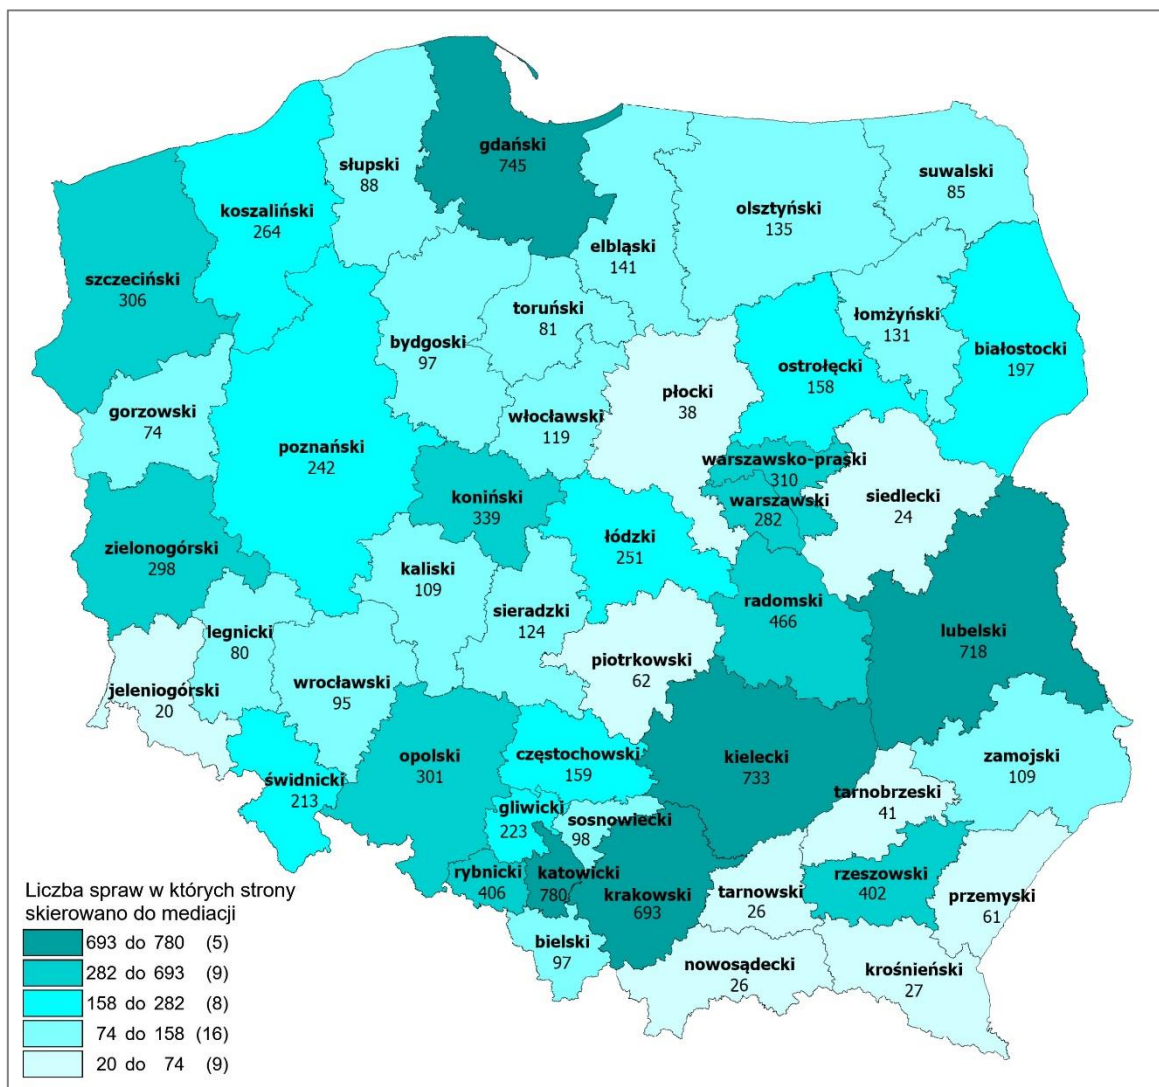 gdański
745
słupski
88
suwalski
85
koszaliński
264
olsztyński
135
elbląski
141
szczeciński
306
toruński
81
łomżyński
131
bydgoski
97
białostocki
197
ostrołęcki
158
płocki
38
gorzowski
74
włocławski
119
poznański
242
warszawsko-praski
310
koniński
339
warszawski
282
siedlecki
24
łódzki
251
zielonogórski
298
kaliski
109
radomski
466
sieradzki
124
legnicki
80
lubelski
718
piotrkowski
62
wrocławski
95
jeleniogórski
20
opolski
301
częstochowski
159
kielecki
733
zamojski
109
świdnicki
213
tarnobrzeski
41
gliwicki
223
sosnowiecki
98
rybnicki
406
katowicki
780
krakowski
693
tarnowski
26
rzeszowski
402
przemyski
61
bielski
97
nowosądecki
26
krośnieński
27
Liczba spraw w których strony
skierowano do mediacji
693 do 780 (5)
282 do 693 (9)
158 do 282 (8)
74 do 158 (16)
20 do 74 (9)